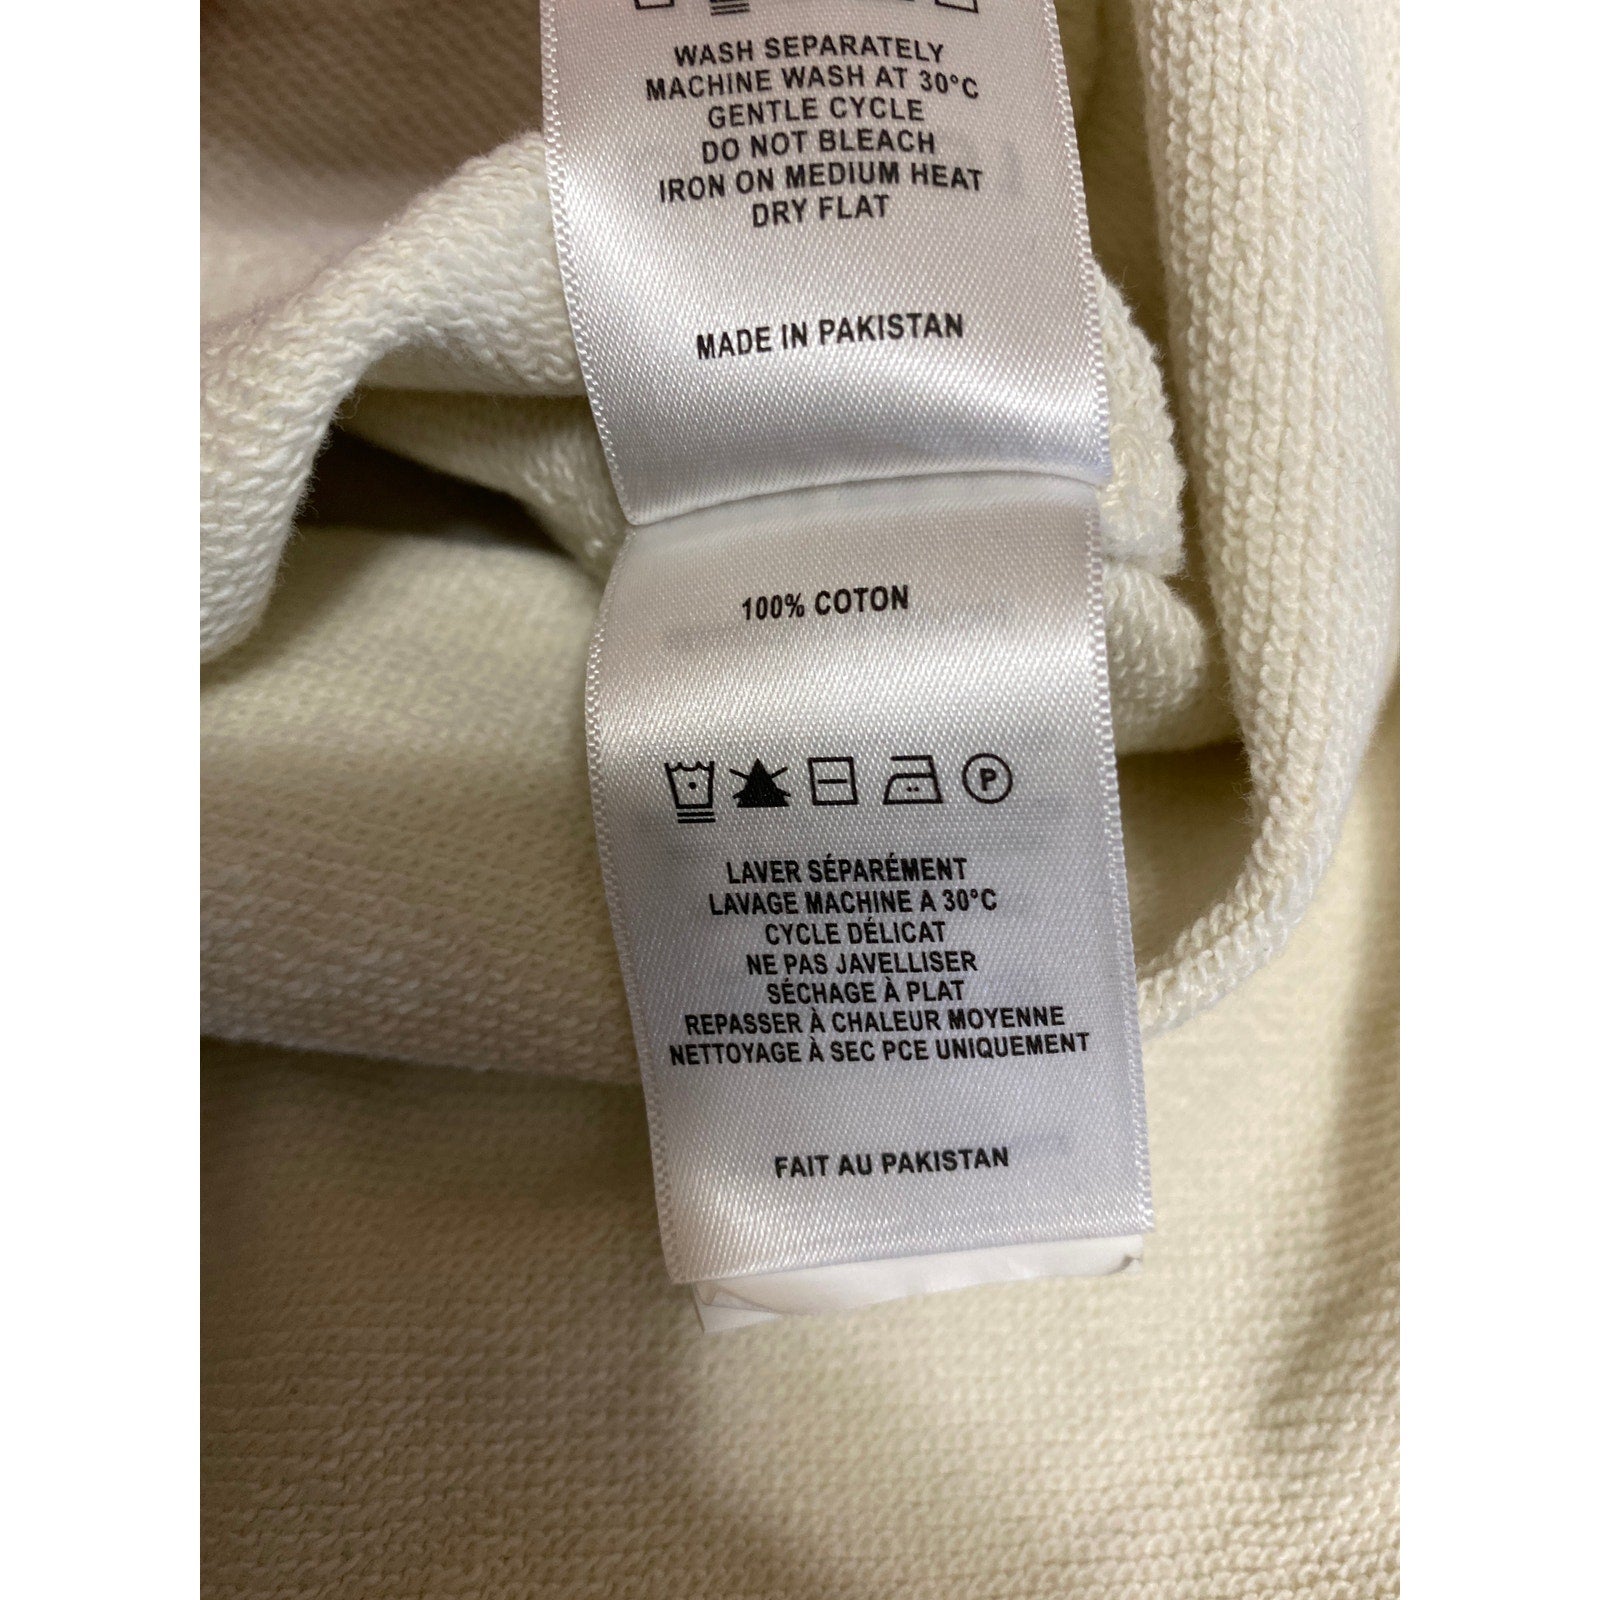 WASH SEPARATELY
MACHINE WASH AT 30°C
GENTLE CYCLE
DO NOT BLEACH
IRON ON MEDIUM HEAT
DRY FLAT
MADE IN PAKISTAN
100% COTON
P
LAVER SÉPARÉMENT
LAVAGE MACHINE A 30°C
CYCLE DÉLICAT
NE PAS JAVELLISER
SÉCHAGE À PLAT
REPASSER À CHALEUR MOYENNE
NETTOYAGE À SEC PCE UNIQUEMENT
FAIT AU PAKISTAN